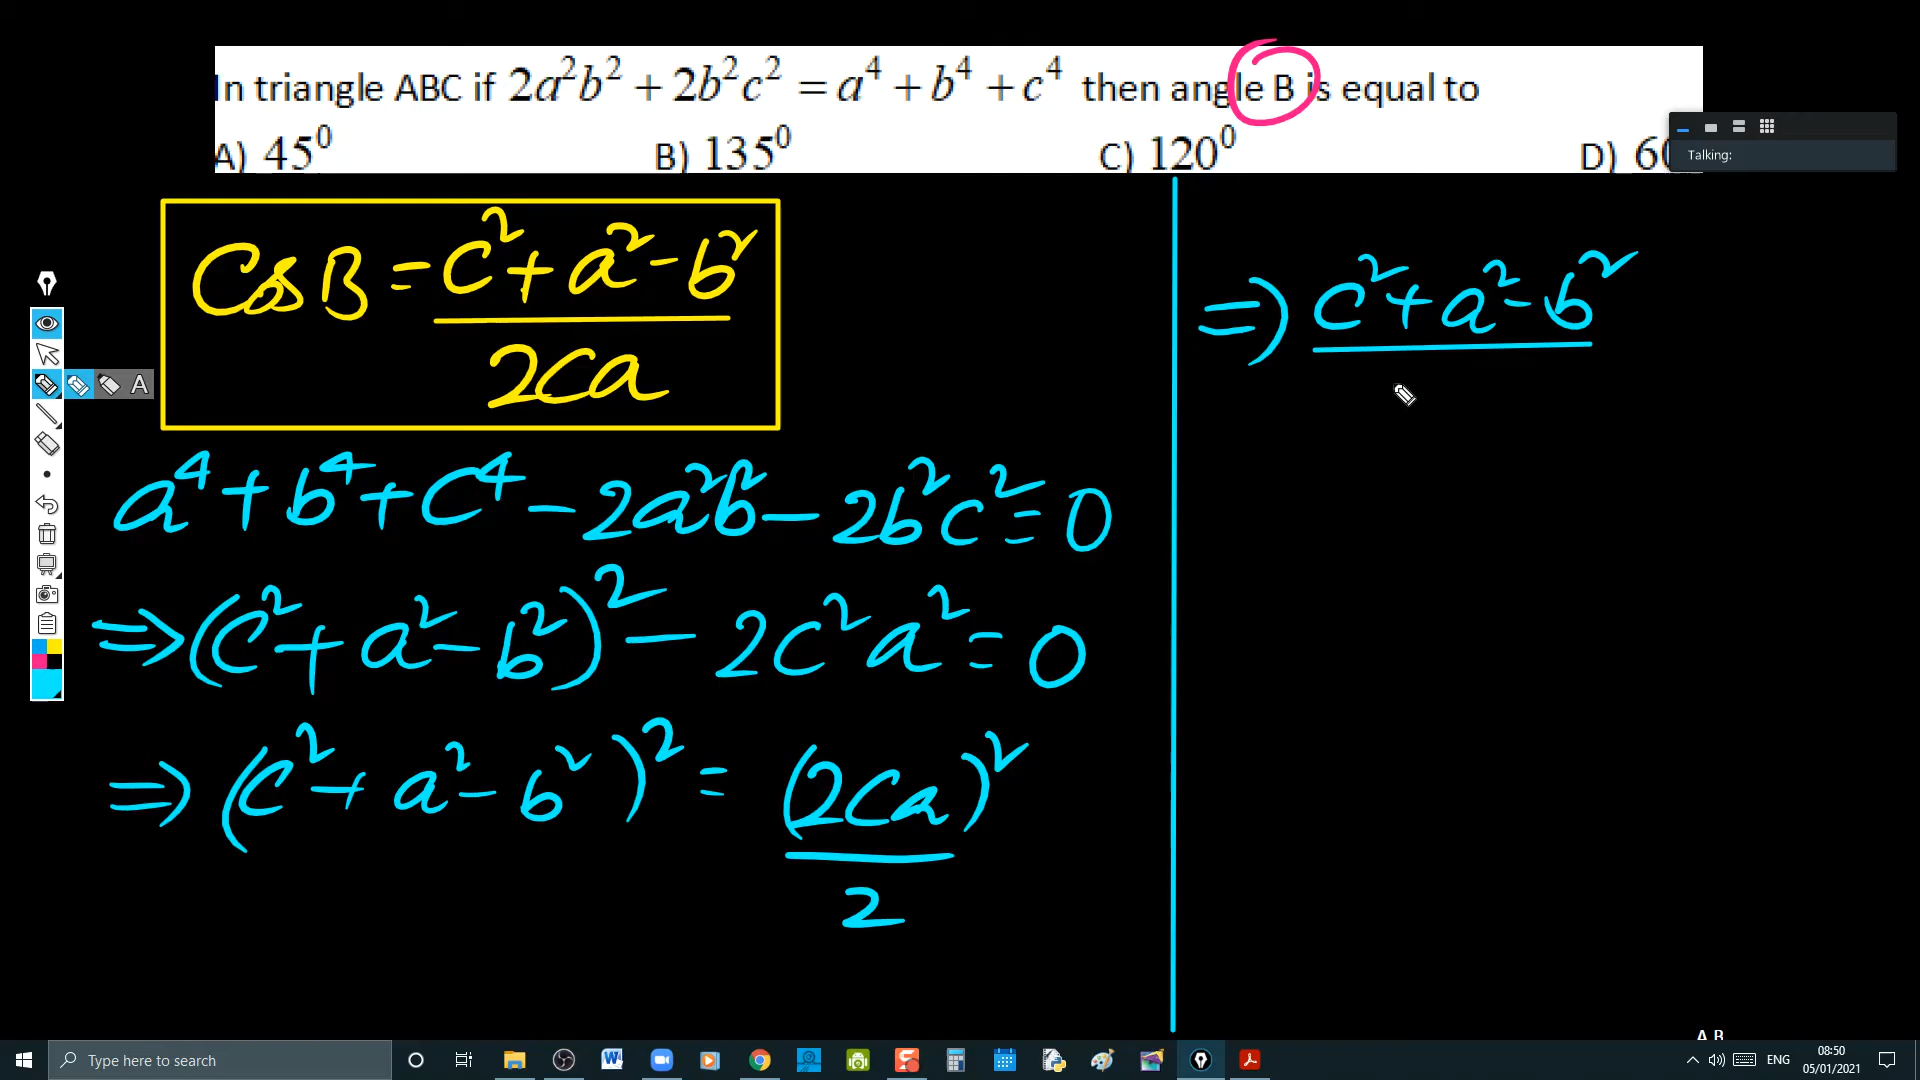 In triangle ABC if 2a²b² + 2b²c² = a⁴ + b⁴ + c⁴ then angle B is equal to
A) 45⁰ B) 135⁰ C) 120⁰ D)
Talking:
Cos B = (c² + a² - b²) / 2ca
⇒ c² + a² - b²
A
a⁴ + b⁴ + c⁴ - 2a²b² - 2b²c² = 0
⇒ (c² + a² - b²)² - 2c²a² = 0
⇒ (c² + a² - b²)² = (2ca)² / 2
Type here to search
ENG
08:50
05/01/2021